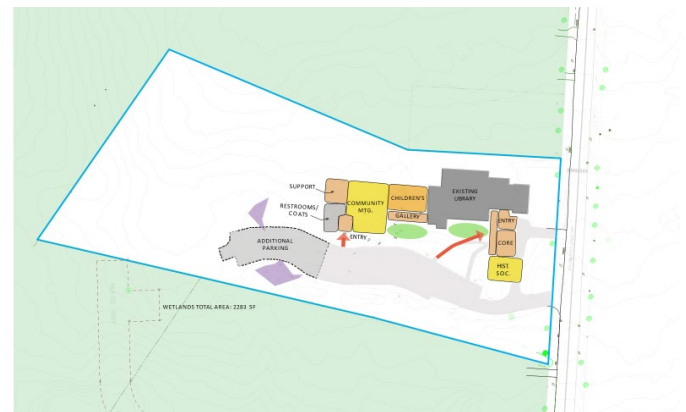 SUPPORT
RESTROOMS/
COATS
COMMUNITY
MTG.
CHILDREN'S
GALLERY
EXISTING
LIBRARY
ENTRY
ENTRY
CORE
HIST.
SOC.
ADDITIONAL
PARKING
WETLANDS TOTAL AREA: 2283 SF